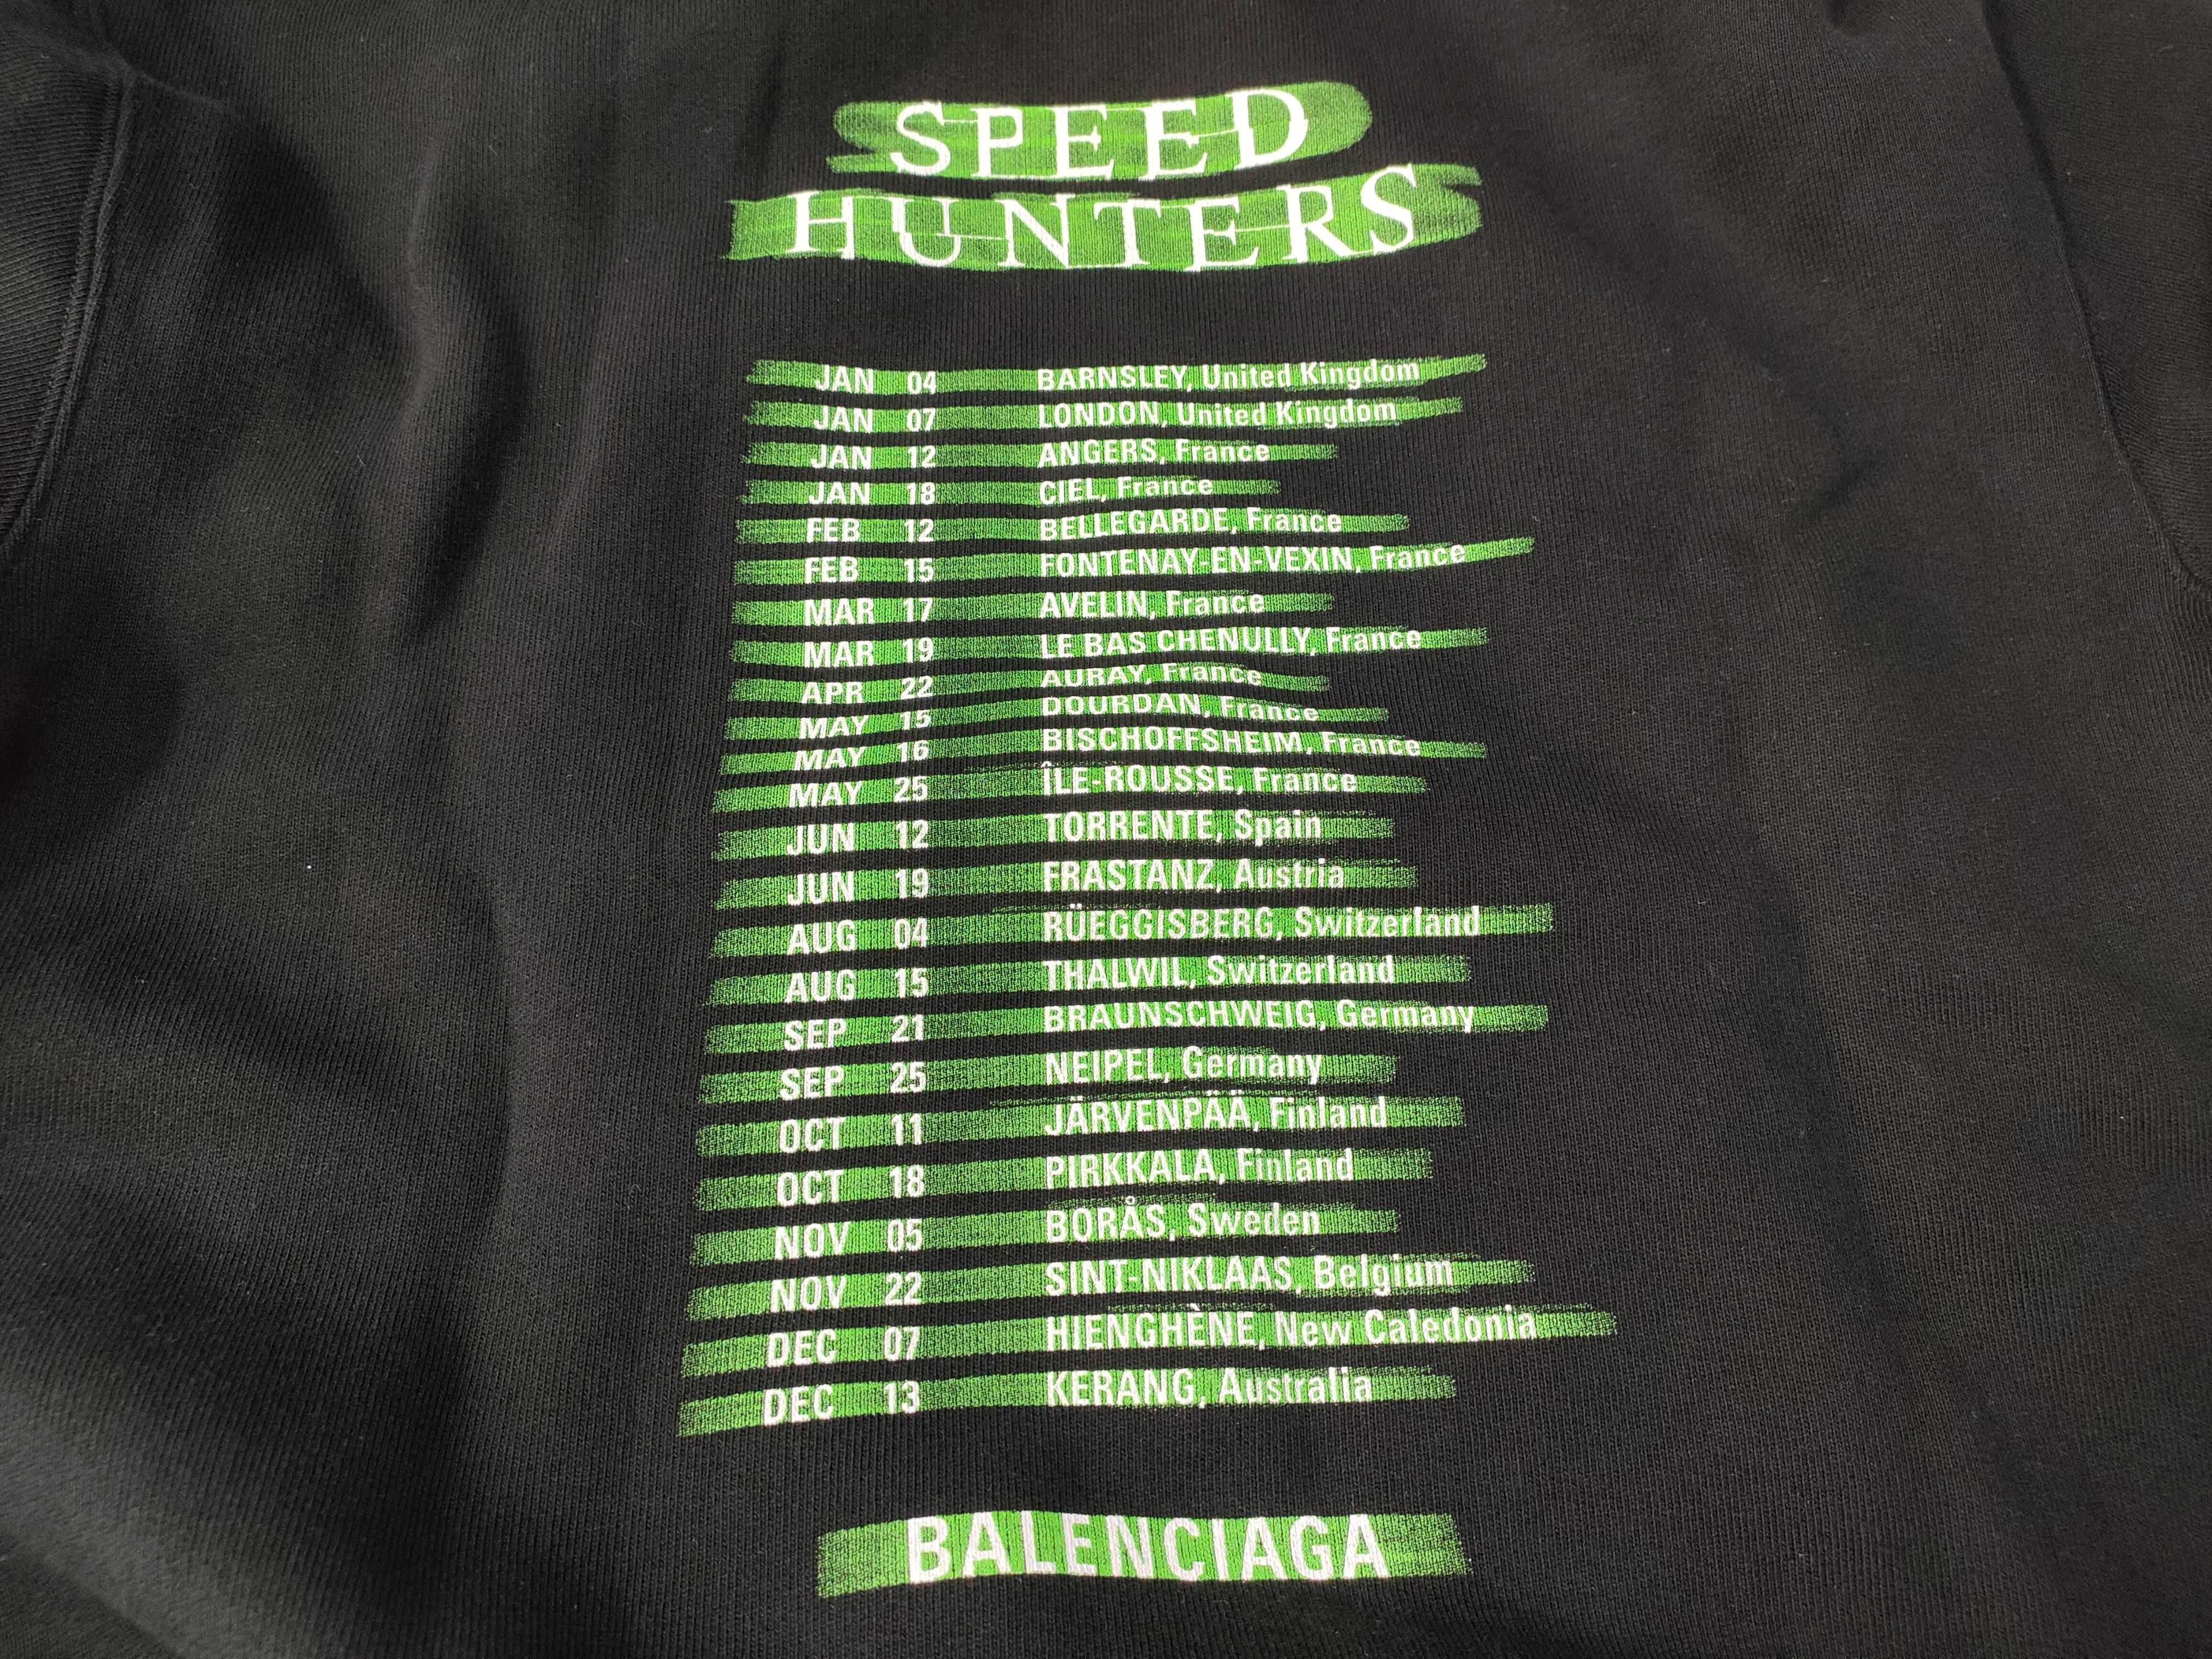 SPEED
HUNTERS
JAN 04 BARNSLEY, United Kingdom
JAN 07 LONDON, United Kingdom
JAN 12 ANGERS, France
JAN 18 CIEL, France
FEB 12 BELLEGARDE, France
FEB 15 FONTENAY-EN-VEXIN, France
MAR 17 AVELIN, France
MAR 19 LE BAS CHENULLY, France
APR 22 AURAY, France
MAY 15 DOURDAN, France
MAY 16 BISCHOFFSHEIM, France
MAY 25 ÎLE-ROUSSE, France
JUN 12 TORRENTE, Spain
JUN 19 FRASTANZ, Austria
AUG 04 RÜEGGISBERG, Switzerland
AUG 15 THALWIL, Switzerland
SEP 21 BRAUNSCHWEIG, Germany
SEP 25 NEIPEL, Germany
OCT 11 JÄRVENPÄÄ, Finland
OCT 18 PIRKKALA, Finland
NOV 05 BORÅS, Sweden
NOV 22 SINT-NIKLAAS, Belgium
DEC 07 HIENGHÈNE, New Caledonia
DEC 13 KERANG, Australia
BALENCIAGA